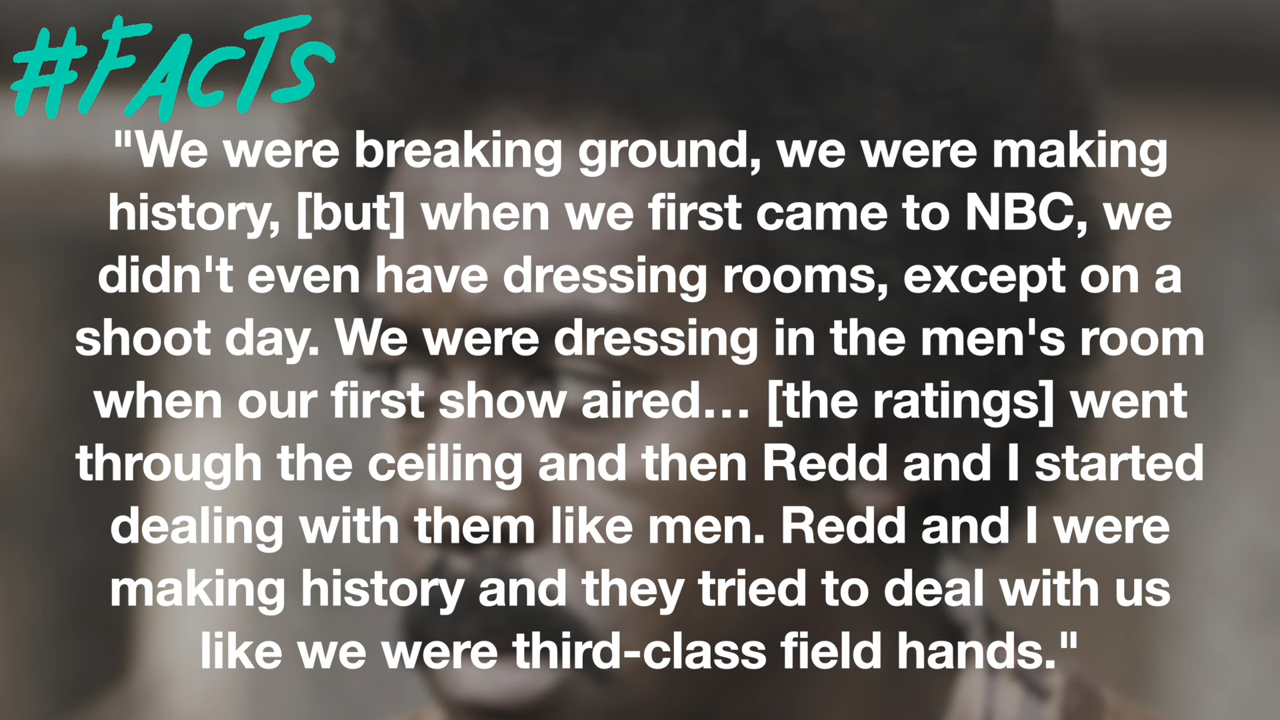 #FACTS
"We were breaking ground, we were making
history, [but] when we first came to NBC, we
didn't even have dressing rooms, except on a
shoot day. We were dressing in the men's room
when our first show aired… [the ratings] went
through the ceiling and then Redd and I started
dealing with them like men. Redd and I were
making history and they tried to deal with us
like we were third-class field hands."